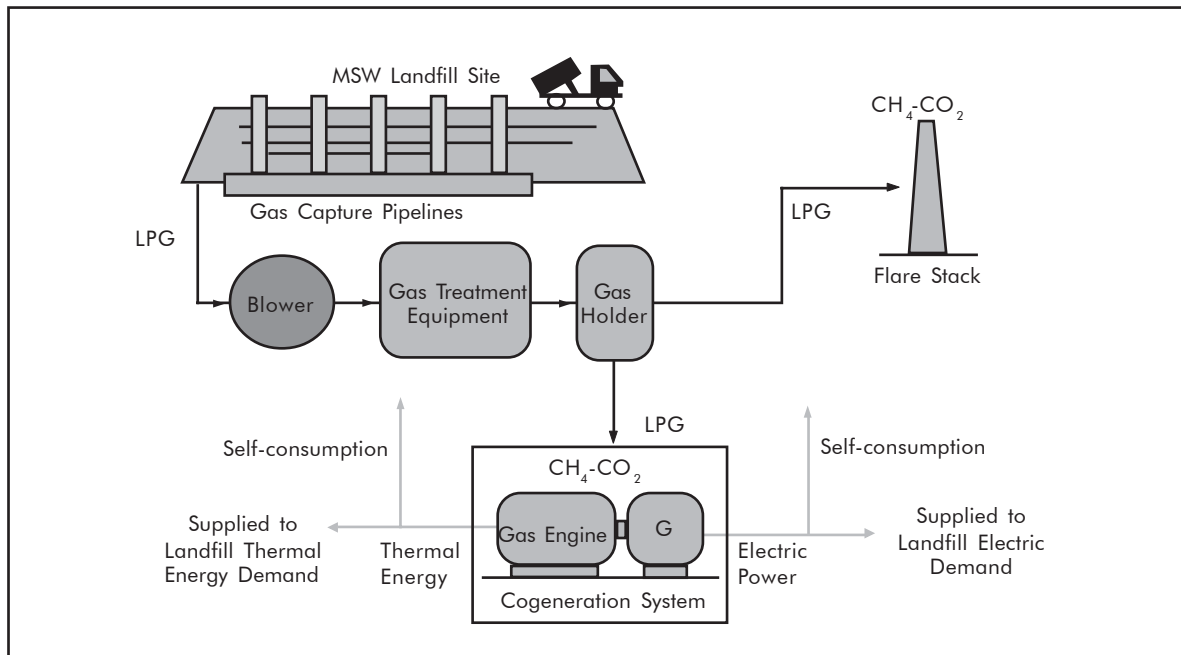 MSW Landfill Site
CH4-CO2
Gas Capture Pipelines
LPG
LPG
Flare Stack
Blower
Gas Treatment
Equipment
Gas
Holder
LPG
Self-consumption
Self-consumption
CH4-CO2
Supplied to
Landfill Thermal
Energy Demand
Thermal
Energy
Gas Engine
G
Electric
Power
Supplied to
Landfill Electric
Demand
Cogeneration System